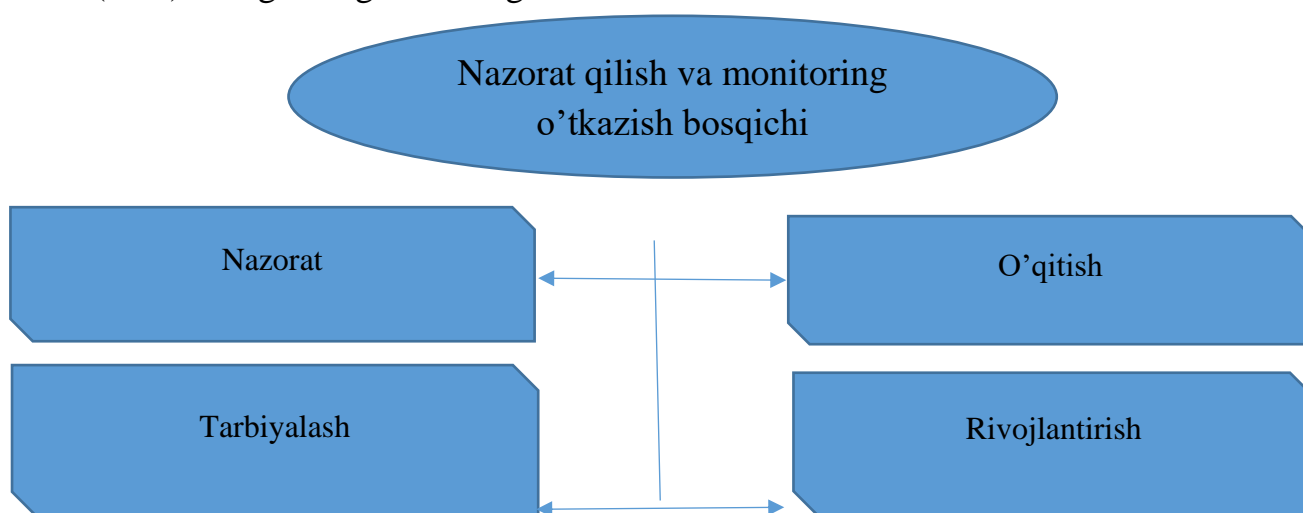 Nazorat qilish va monitoring
o’tkazish bosqichi
Nazorat
O’qitish
Tarbiyalash
Rivojlantirish